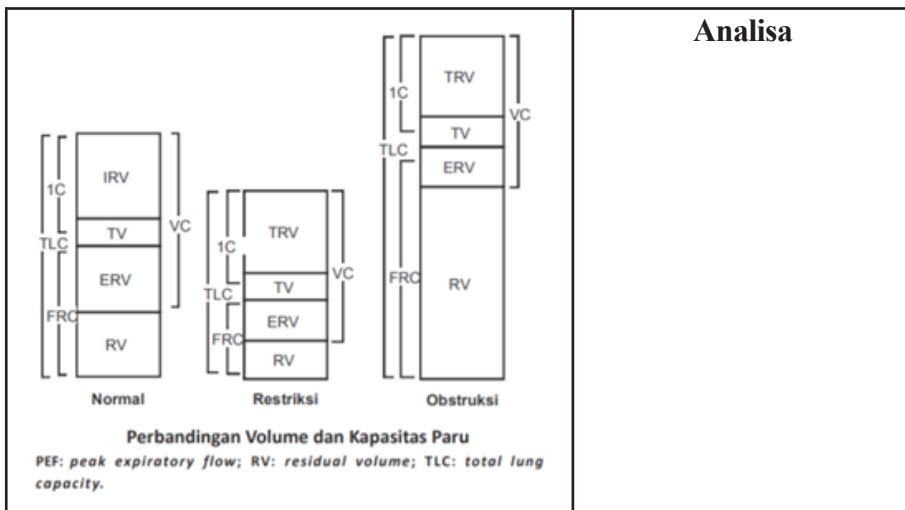 Analisa
1C
TLC
FRC
IRV
TV
ERV
RV
VC
Normal
1C
TLC
FRC
TRV
TV
ERV
RV
VC
Restriksi
1C
TLC
FRC
TRV
TV
ERV
RV
VC
Obstruksi
Perbandingan Volume dan Kapasitas Paru
PEF: peak expiratory flow; RV: residual volume; TLC: total lung
capacity.